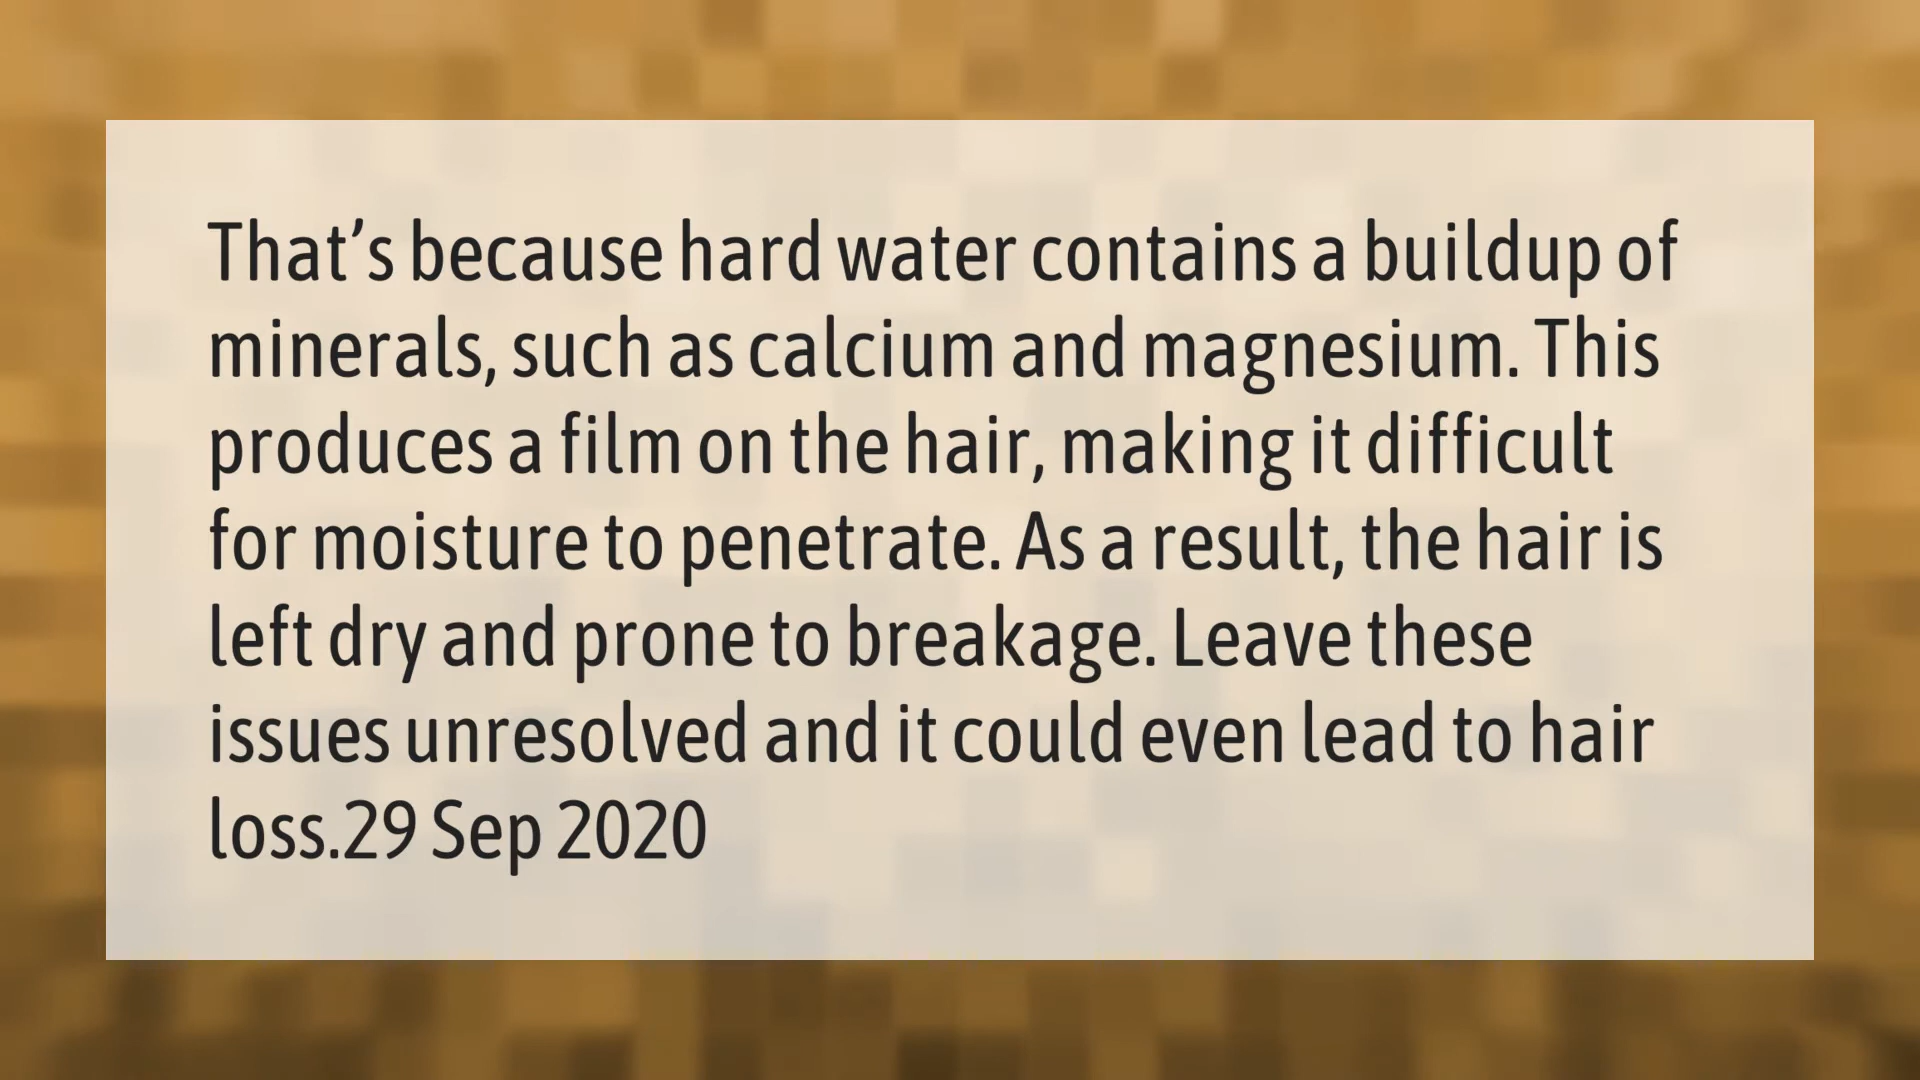 That’s because hard water contains a buildup of
minerals, such as calcium and magnesium. This
produces a film on the hair, making it difficult
for moisture to penetrate. As a result, the hair is
left dry and prone to breakage. Leave these
issues unresolved and it could even lead to hair
loss.29 Sep 2020